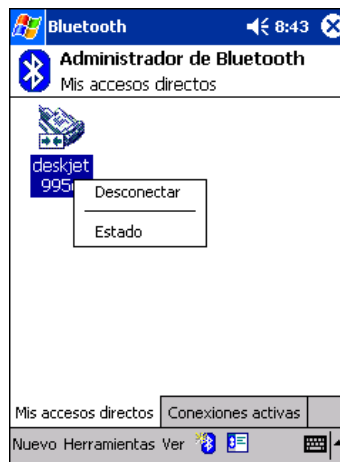 Bluetooth 8:43
Administrador de Bluetooth
Mis accesos directos
deskjet
995
Desconectar
Estado
Mis accesos directos Conexiones activas
Nuevo Herramientas Ver